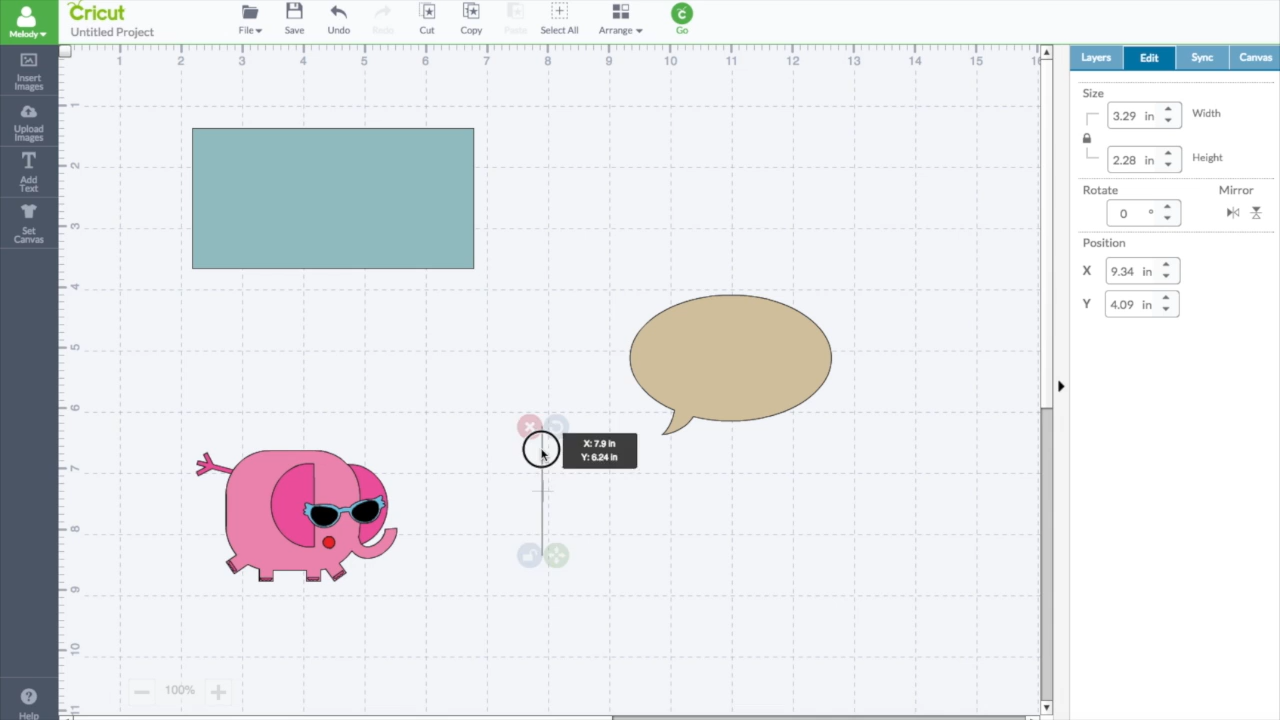 Melody
Cricut
Untitled Project
File
Save
Undo
Redo
Cut
Copy
Paste
Select All
Arrange
Go
Insert
Images
Upload
Images
Add
Text
Set
Canvas
Help
1 2 3 4 5 6 7 8 9 10 11 12 13 14 15
1
2
3
4
5
6
7
8
9
10
11
X: 7.9 in
Y: 6.24 in
100%
Layers Edit Sync Canvas
Size
3.29 in Width
2.28 in Height
Rotate Mirror
0 °
Position
X 9.34 in
Y 4.09 in